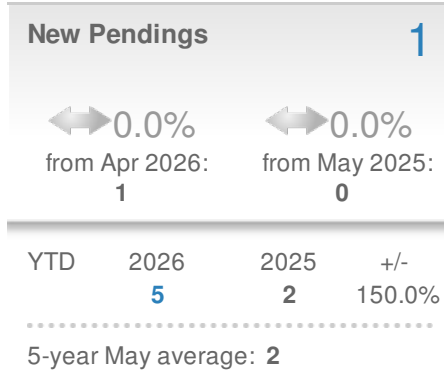 New Pendings 1
0.0% 0.0%
from Apr 2026: from May 2025:
1 0
YTD 2026 2025 +/-
5 2 150.0%
5-year May average: 2